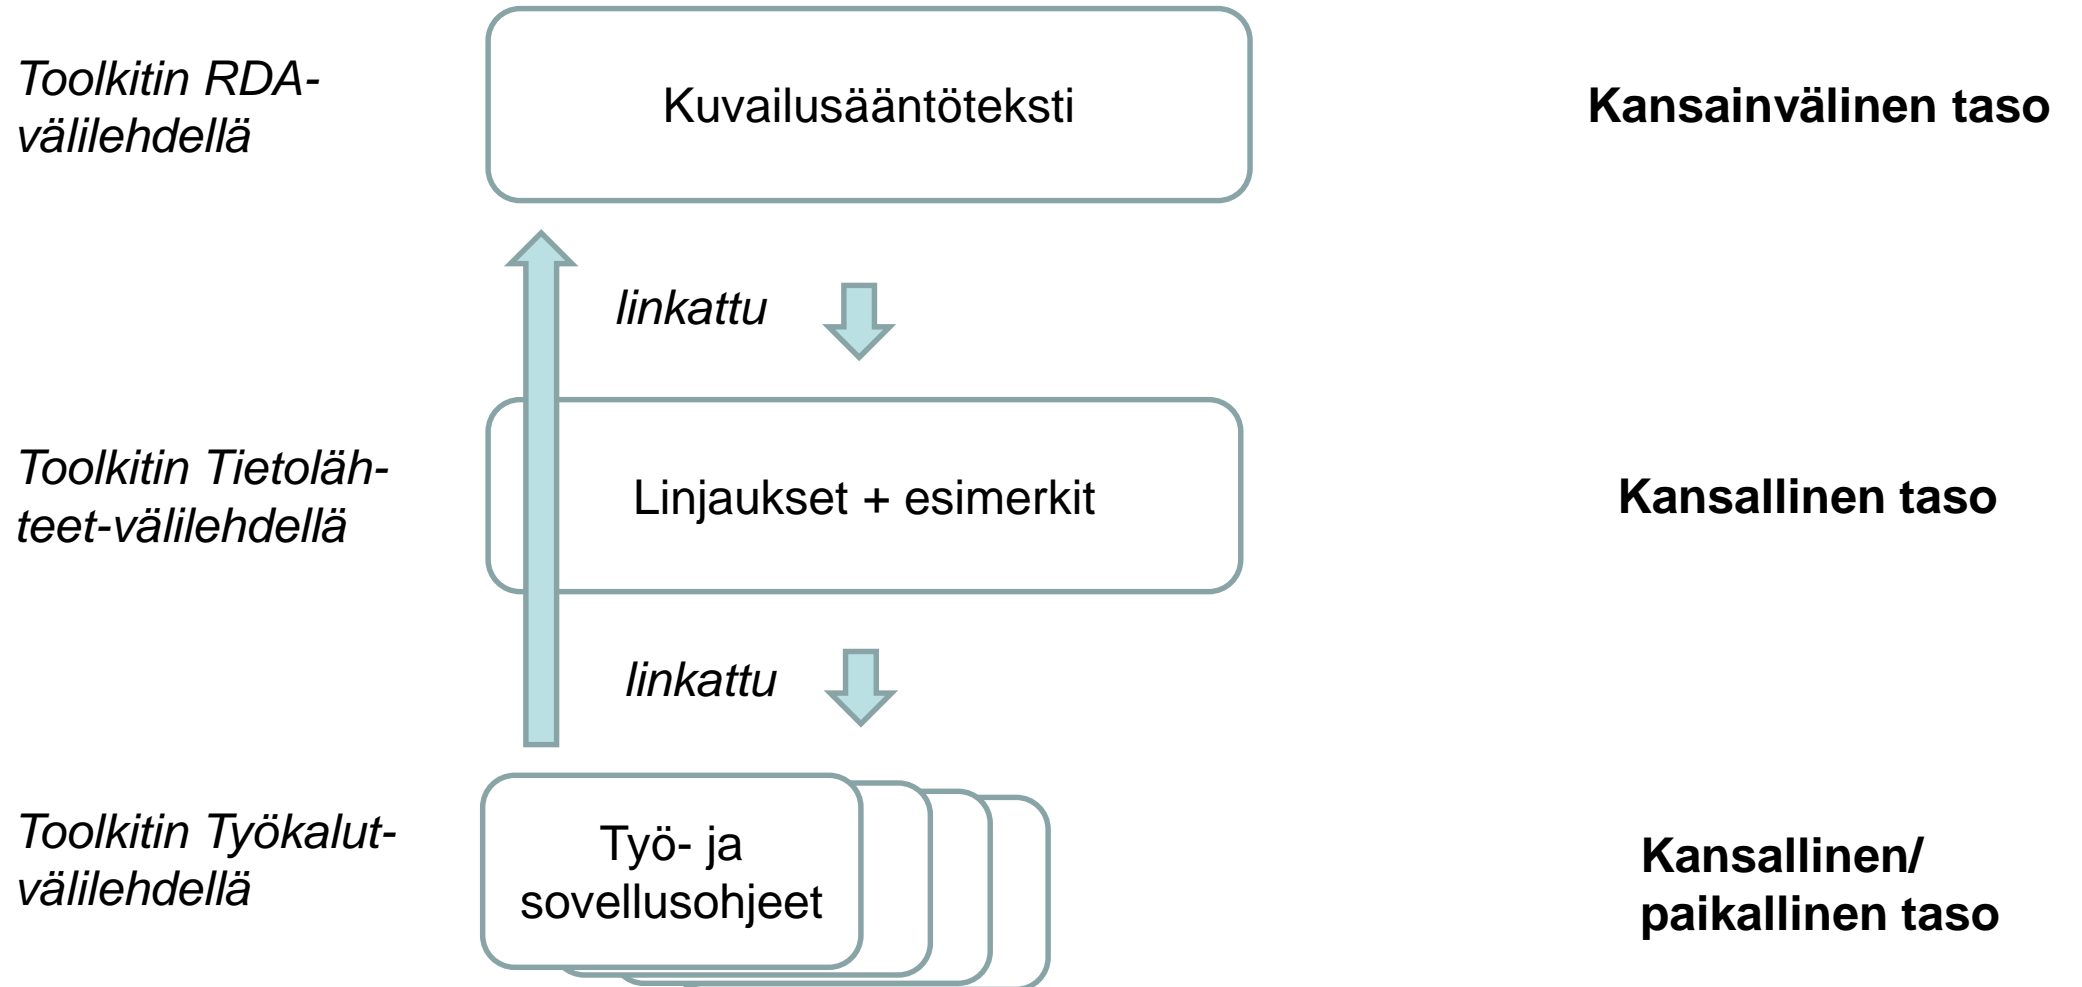 Toolkitin RDA-
välilehdellä
Kuvailusääntöteksti
Kansainvälinen taso
linkattu
Toolkitin Tietoläh-
teet-välilehdellä
Linjaukset + esimerkit
Kansallinen taso
linkattu
Toolkitin Työkalut-
välilehdellä
Työ- ja
sovellusohjeet
Kansallinen/
paikallinen taso